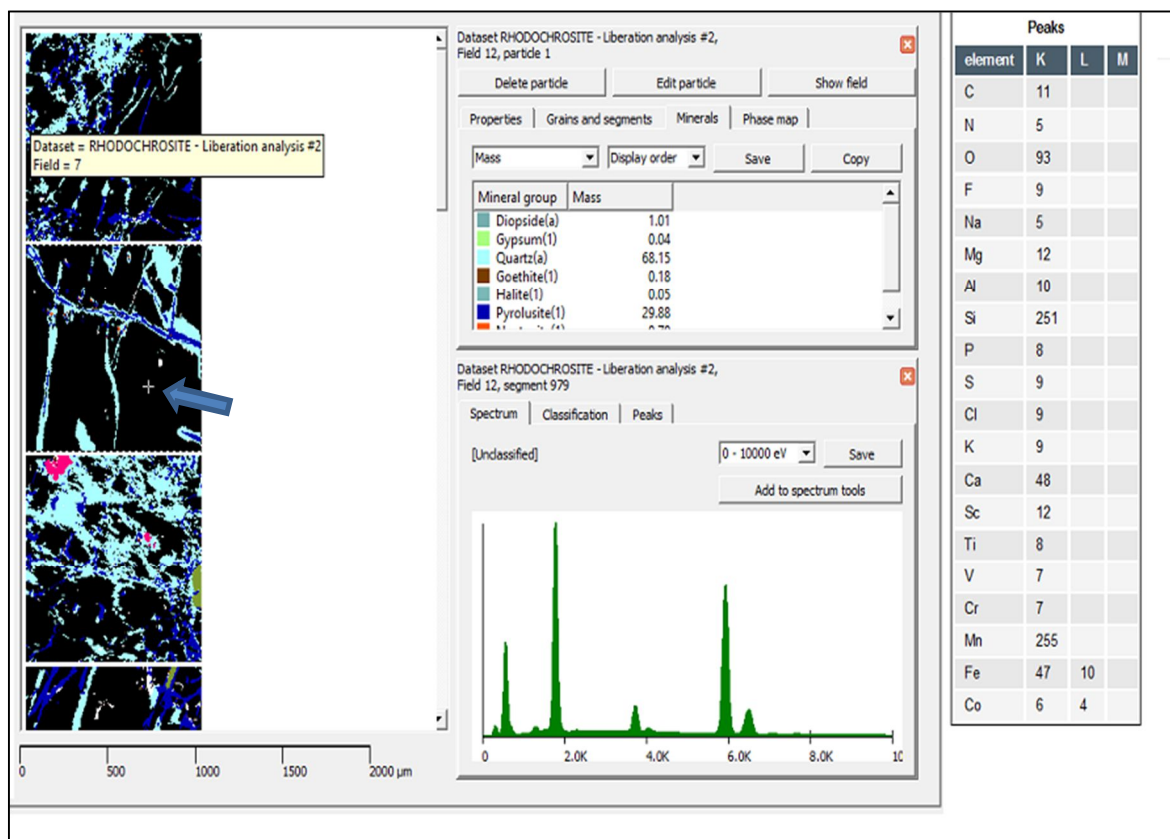 Dataset = RHODOCHROSITE - Liberation analysis #2
Field = 7
0 500 1000 1500 2000 µm
Dataset RHODOCHROSITE - Liberation analysis #2,
Field 12, particle 1
Delete particle Edit particle Show field
Properties Grains and segments Minerals Phase map
Mass Display order Save Copy
Mineral group Mass
Diopside(a) 1.01
Gypsum(1) 0.04
Quartz(a) 68.15
Goethite(1) 0.18
Halite(1) 0.05
Pyrolusite(1) 29.88
Dataset RHODOCHROSITE - Liberation analysis #2,
Field 12, segment 979
Spectrum Classification Peaks
[Unclassified] 0 - 10000 eV Save
Add to spectrum tools
0 2.0K 4.0K 6.0K 8.0K 1(
Peaks
element K L M
C 11
N 5
O 93
F 9
Na 5
Mg 12
Al 10
Si 251
P 8
S 9
Cl 9
K 9
Ca 48
Sc 12
Ti 8
V 7
Cr 7
Mn 255
Fe 47 10
Co 6 4